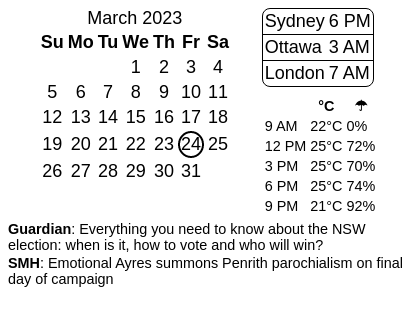 March 2023
Su Mo Tu We Th Fr Sa
1 2 3 4
5 6 7 8 9 10 11
12 13 14 15 16 17 18
19 20 21 22 23 24 25
26 27 28 29 30 31
Sydney 6 PM
Ottawa 3 AM
London 7 AM
°C ☂
9 AM 22°C 0%
12 PM 25°C 72%
3 PM 25°C 70%
6 PM 25°C 74%
9 PM 21°C 92%
Guardian: Everything you need to know about the NSW
election: when is it, how to vote and who will win?
SMH: Emotional Ayres summons Penrith parochialism on final
day of campaign